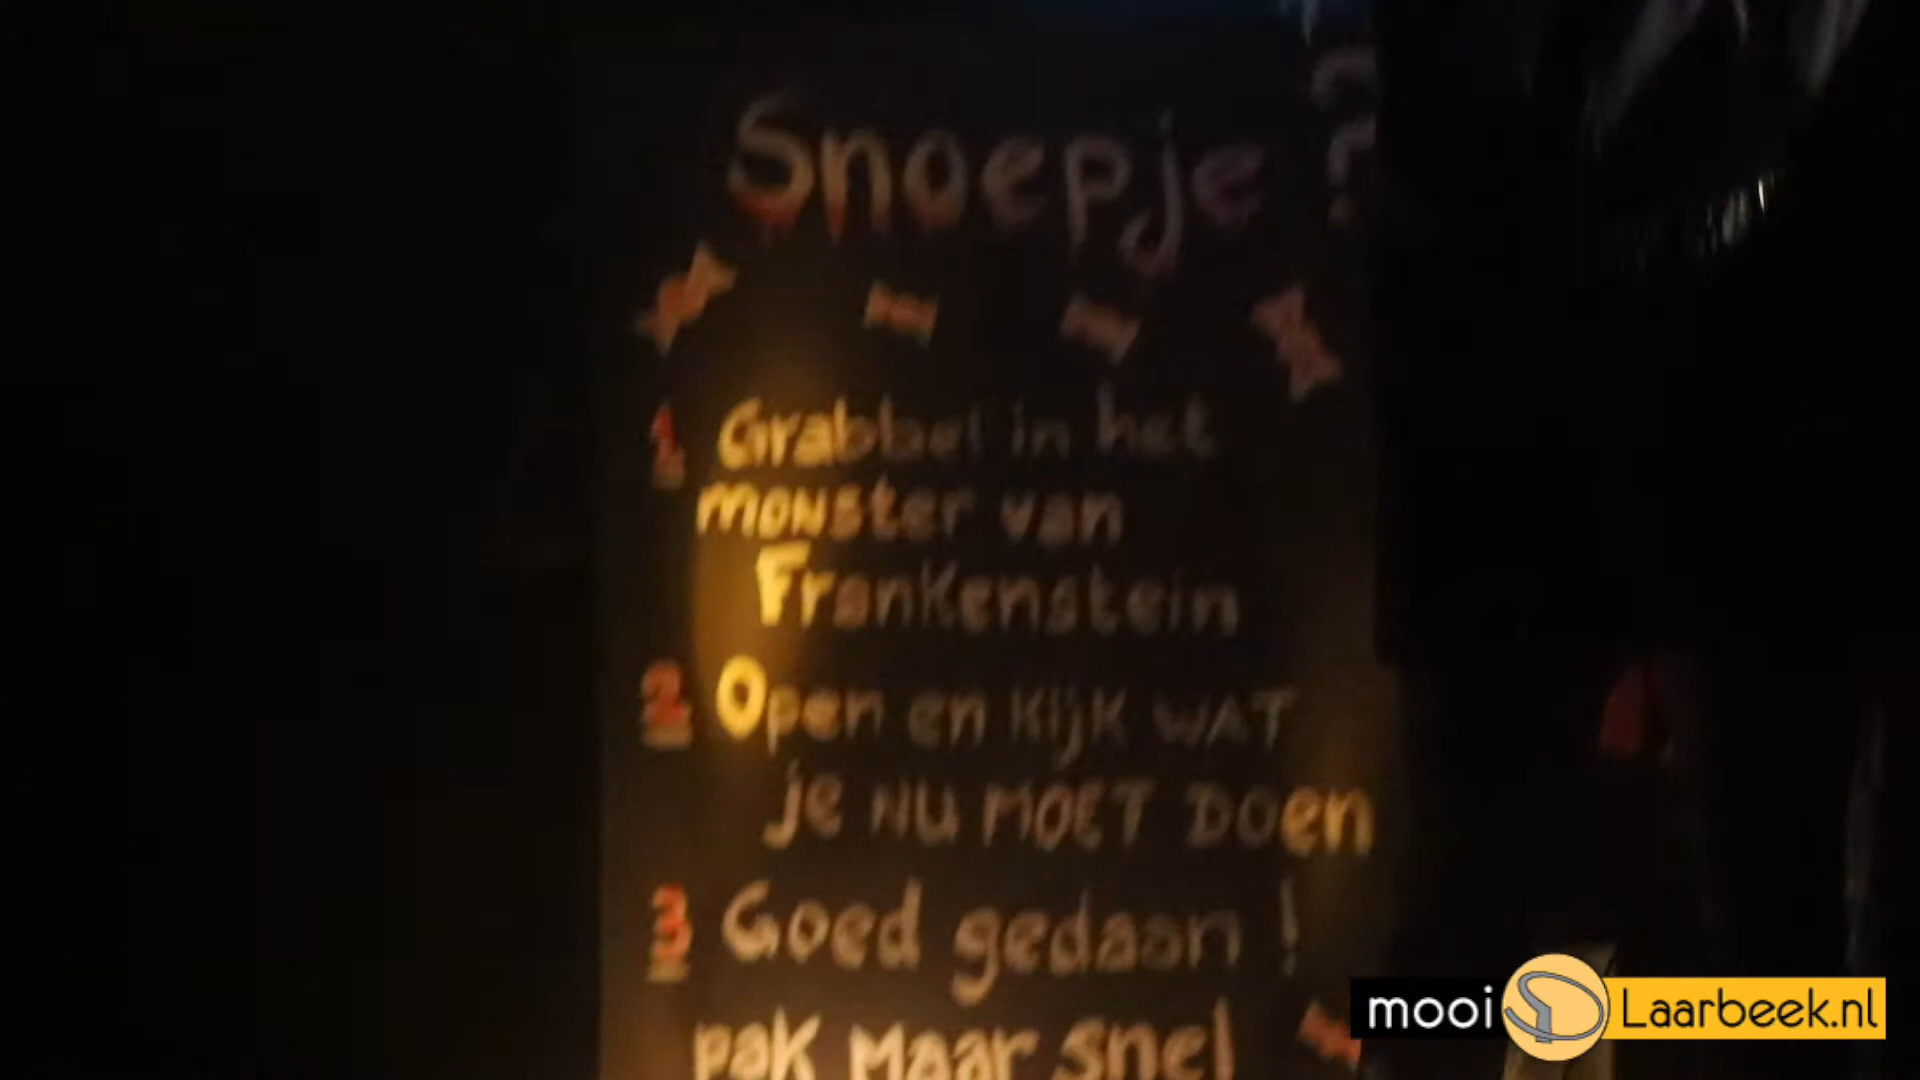 Snoepje?
1 Grabbel in het
monster van
Frankenstein
2 Open en kijk WAT
je NU MOET DOEN
3 Goed gedaan!
pak maar snel
mooi Laarbeek.nl